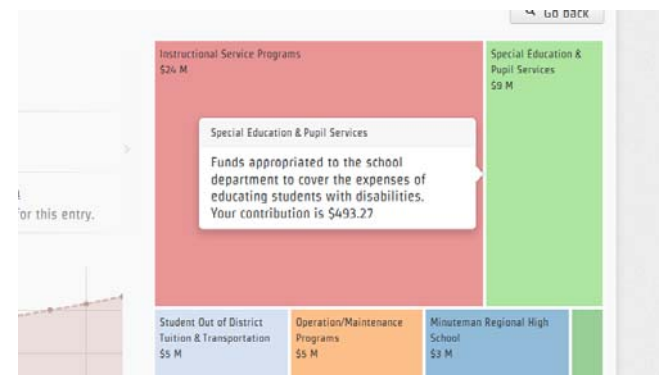 Go Back
Instructional Service Programs
$24 M
Special Education &
Pupil Services
$9 M
Special Education & Pupil Services
Funds appropriated to the school
department to cover the expenses of
educating students with disabilities.
Your contribution is $493.27
for this entry.
Student Out of District
Tuition & Transportation
$5 M
Operation/Maintenance
Programs
$5 M
Minuteman Regional High
School
$3 M